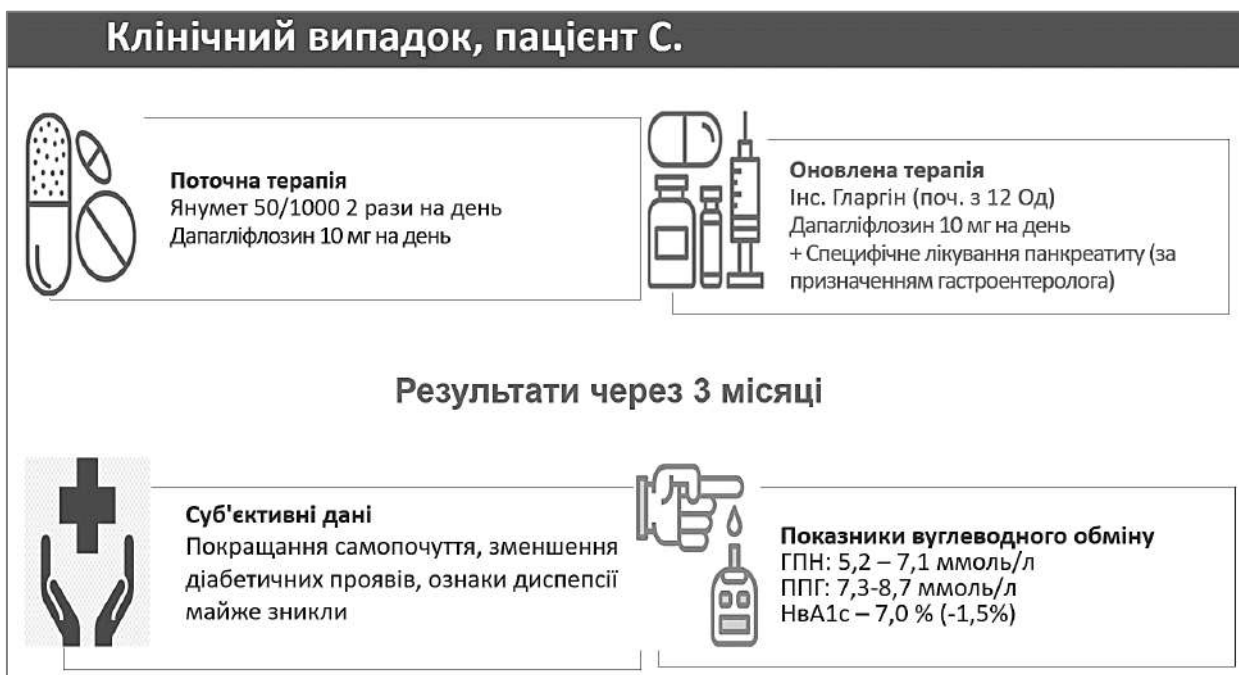 Клінічний випадок, пацієнт С.
Поточна терапія
Янумет 50/1000 2 рази на день
Дапагліфлозин 10 мг на день
Оновлена терапія
Інс. Гларгін (поч. з 12 Од)
Дапагліфлозин 10 мг на день
+ Специфічне лікування панкреатиту (за
призначенням гастроентеролога)
Результати через 3 місяці
Суб'єктивні дані
Покращання самопочуття, зменшення
діабетичних проявів, ознаки диспепсії
майже зникли
Показники вуглеводного обміну
ГПН: 5,2 – 7,1 ммоль/л
ППГ: 7,3-8,7 ммоль/л
НвА1с – 7,0 % (-1,5%)